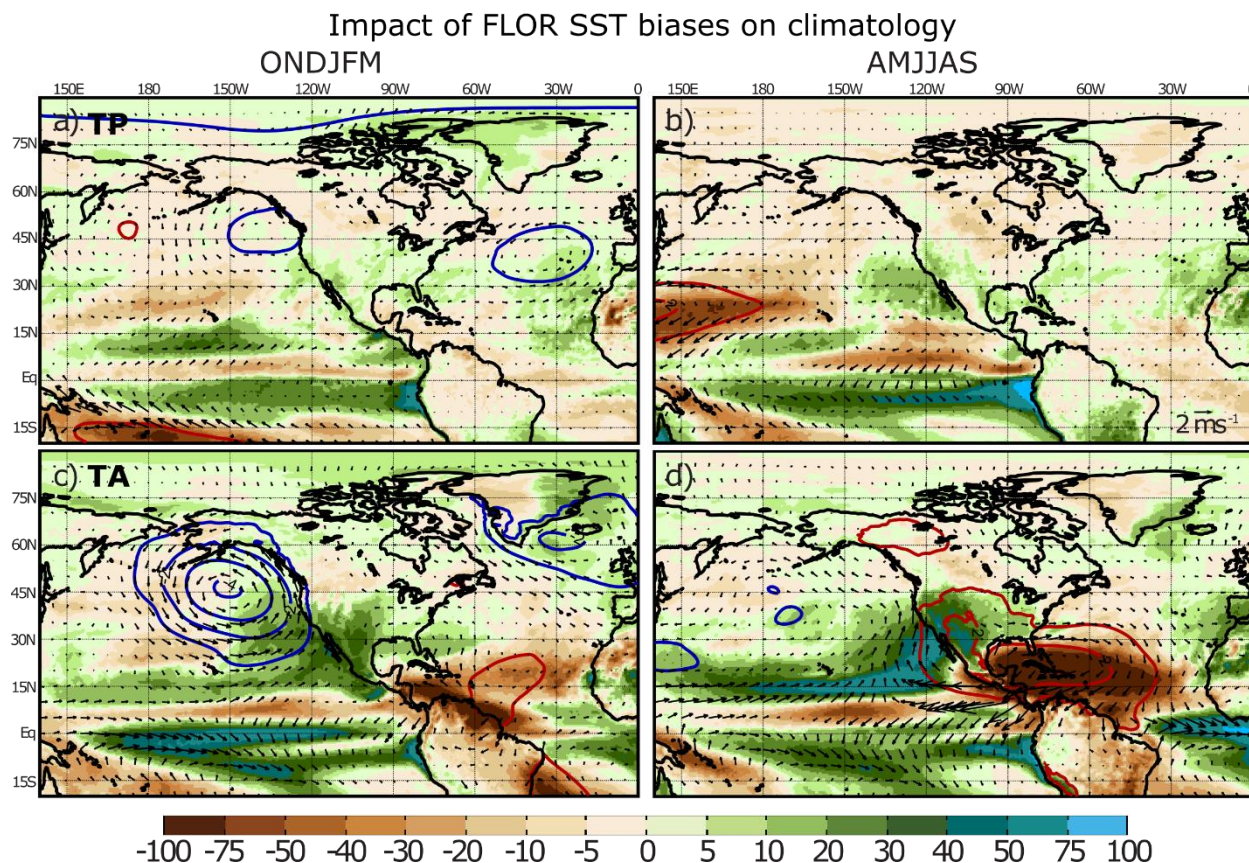 Impact of FLOR SST biases on climatology
ONDJFM AMJJAS
150E 180 150W 120W 90W 60W 30W 0 150E 180 150W 120W 90W 60W 30W
a) TP b)
75N
60N
45N
30N
15N
Eq
15S
2 ms⁻¹
c) TA d)
75N
60N
45N
30N
15N
Eq
15S
-100 -75 -50 -40 -30 -20 -10 -5 0 5 10 20 30 40 50 75 100